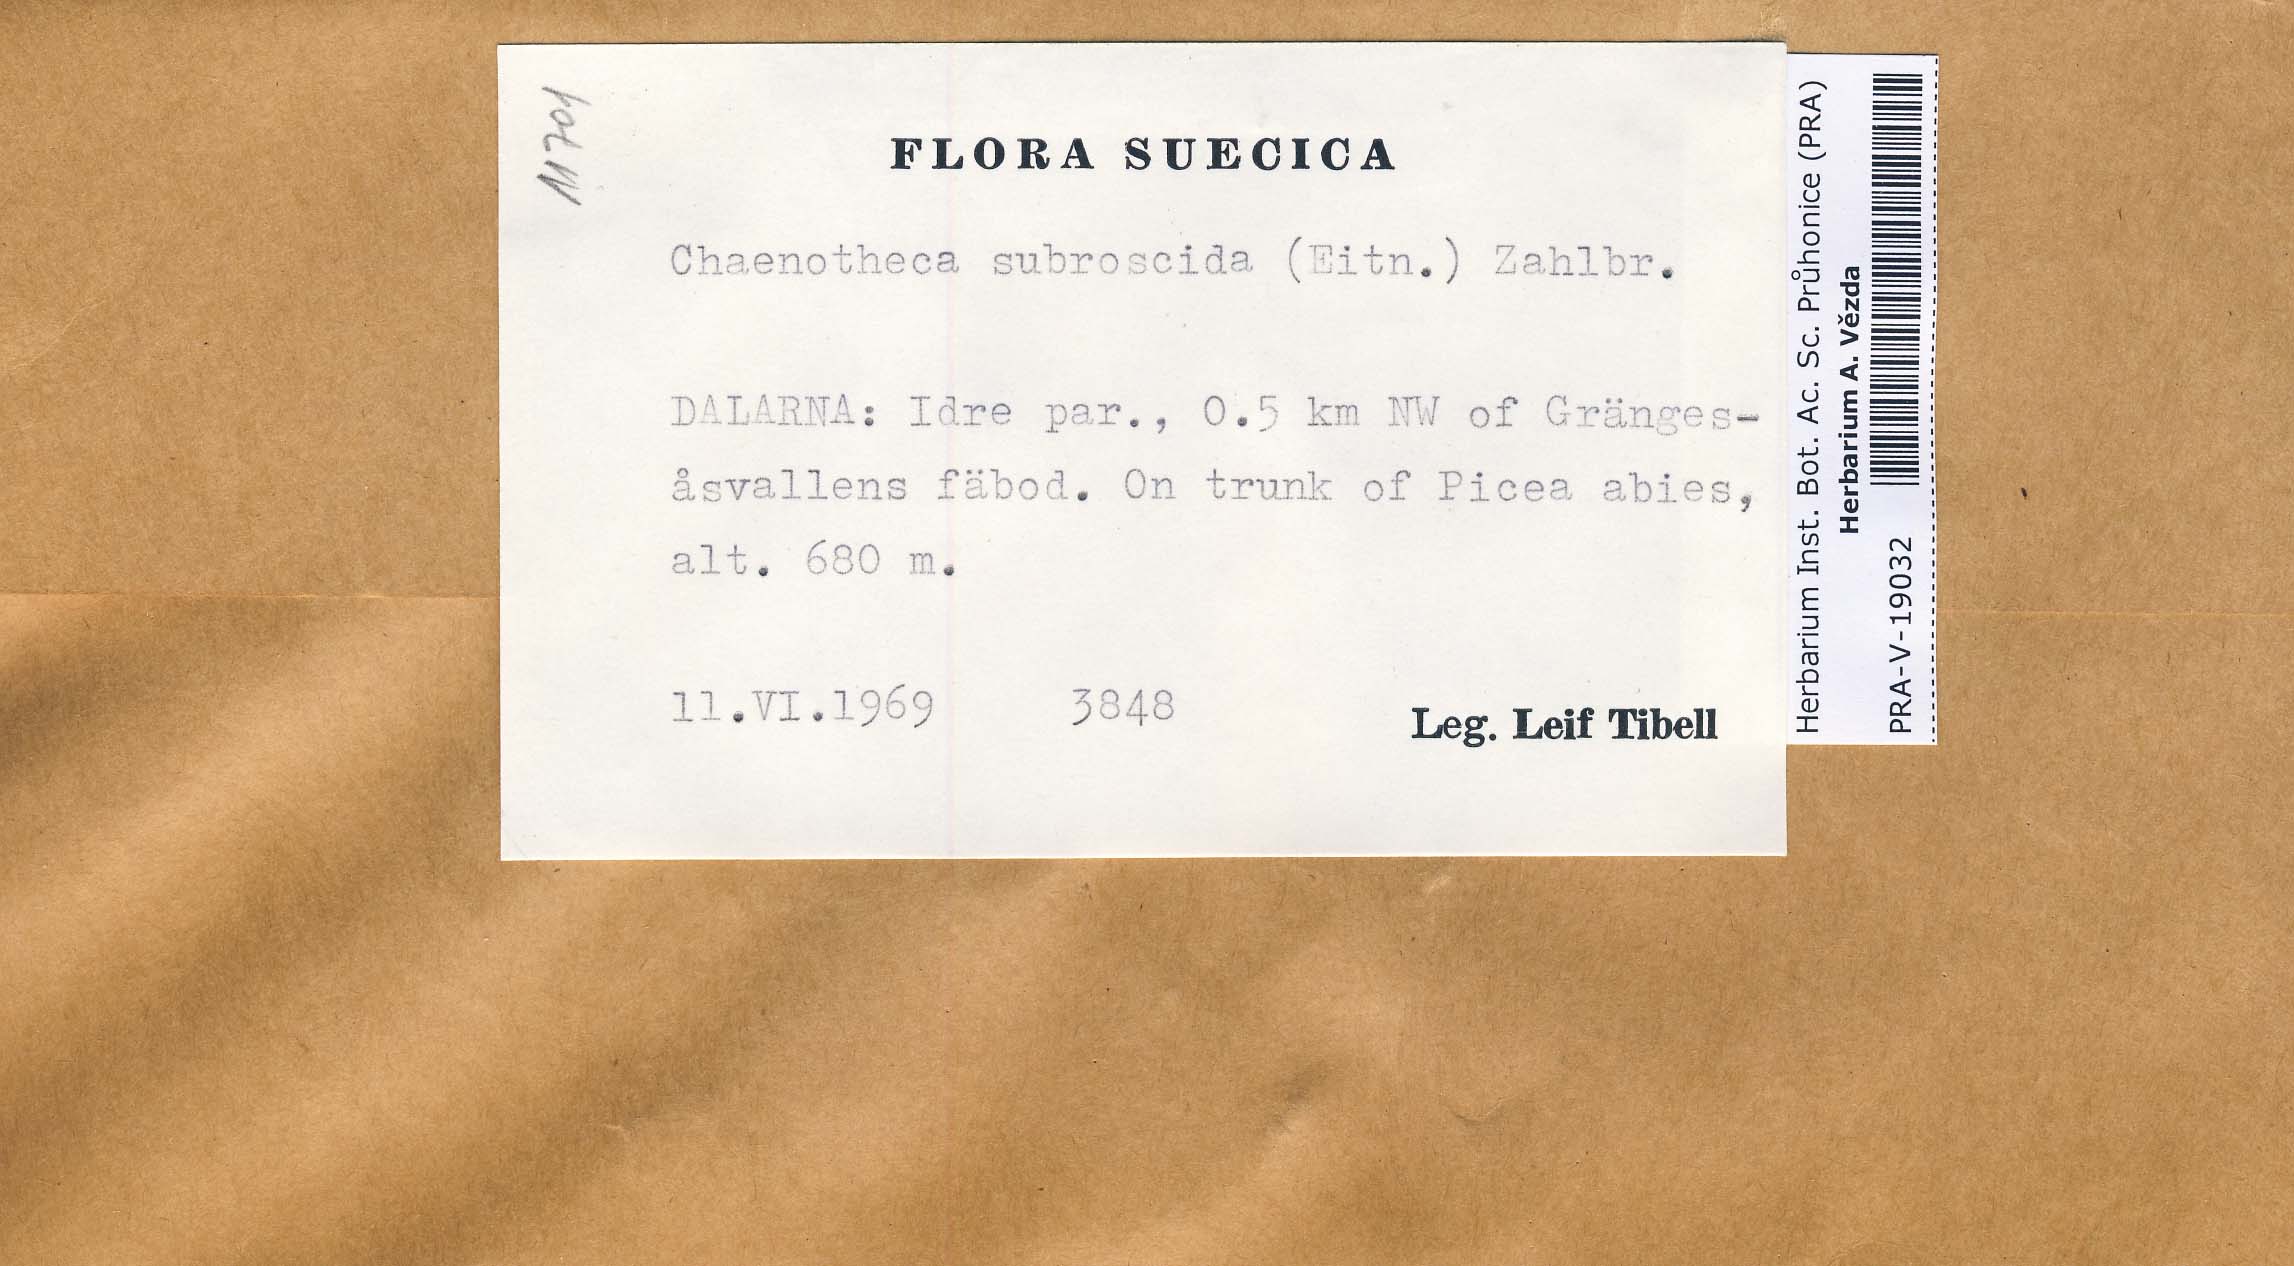 FLORA SUECICA
Chaenotheca subroscida (Eitn.) Zahlbr.
DALARNA: Idre par., 0.5 km NW of Gränges-
åsvallens fäbod. On trunk of Picea abies,
alt. 680 m.
11.VI.1969 3848
Leg. Leif Tibell
Herbarium Inst. Bot. Ac. Sc. Průhonice (PRA)
Herbarium A. Vězda
PRA-V-19032